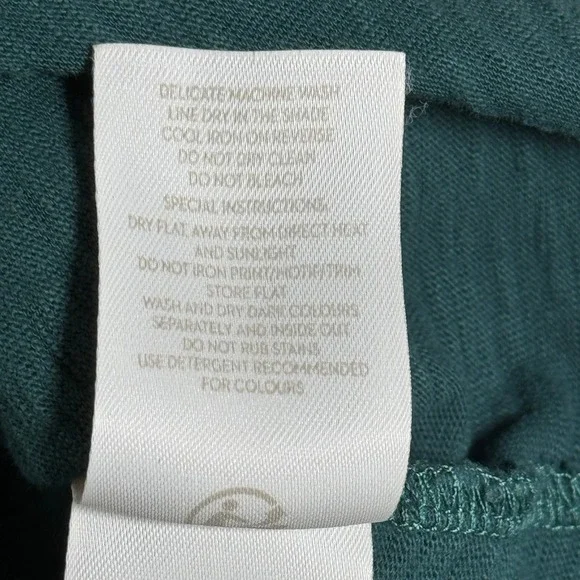 DELICATE MACHINE WASH
LINE DRY IN THE SHADE
COOL IRON ON REVERSE
DO NOT DRY CLEAN
DO NOT BLEACH
SPECIAL INSTRUCTIONS:
DRY FLAT AWAY FROM DIRECT HEAT
AND SUNLIGHT
DO NOT IRON PRINT/MOTIF/TRIM
STORE FLAT
WASH AND DRY DARK COLOURS
SEPARATELY AND INSIDE OUT
DO NOT RUB STAINS
USE DETERGENT RECOMMENDED
FOR COLOURS